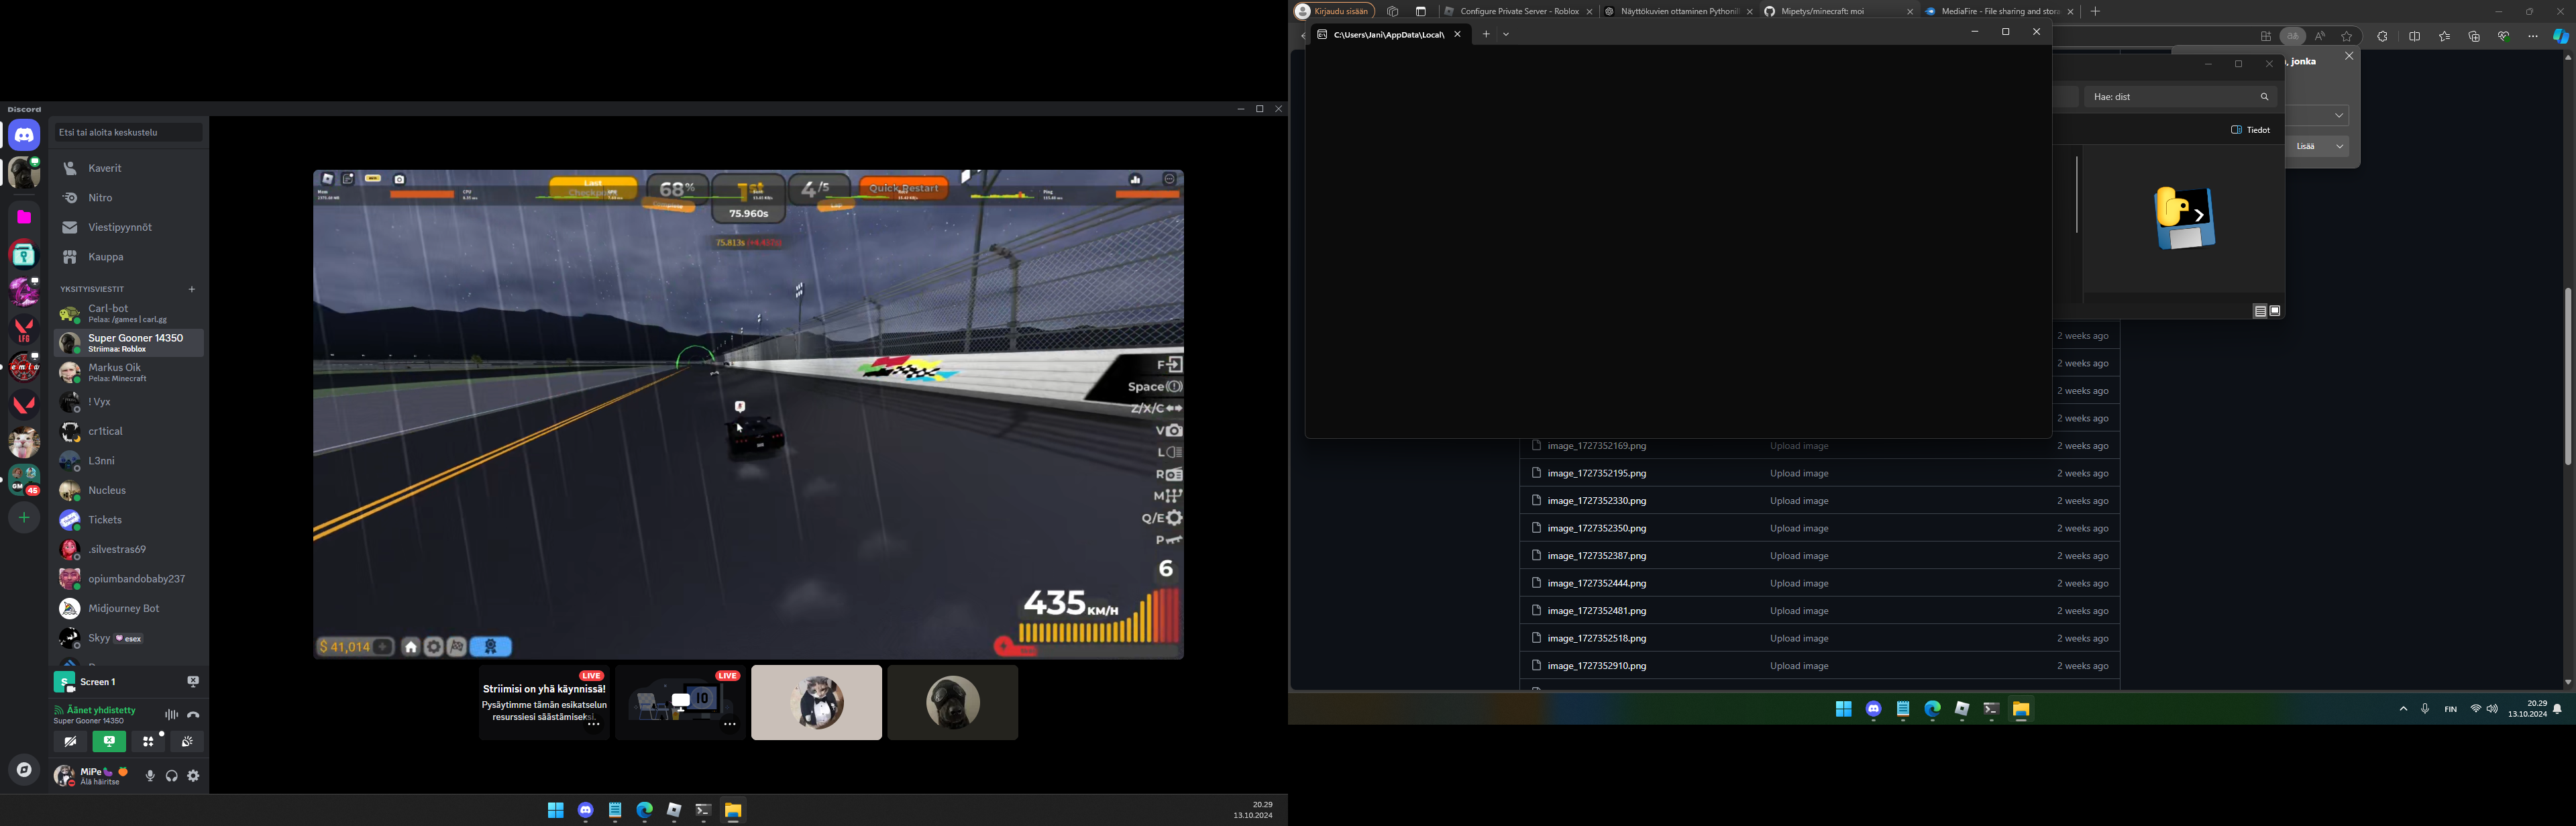 Discord
Etsi tai aloita keskustelu
Kaverit
Nitro
Viestipyynnöt
Kauppa
YKSITYISVIESTIT
Carl-bot
Pelaa: /games | carl.gg
Super Gooner 14350
Striimaa: Roblox
Markus Oik
Pelaa: Minecraft
! Vyx
cr1tical
L3nni
Nucleus
Tickets
.silvestras69
opiumbandobaby237
Midjourney Bot
Skyy esex
LFG
GM
45
Screen 1
Äänet yhdistetty
Super Gooner 14350
MiPe
Älä häiritse
Last
68%
1st
4/5
Quick Restart
75.960s
75.813s
Mem
CPU
Ping
F
Space
Z/X/C
V
L
R
M
Q/E
P
6
435 KM/H
$ 41,014
LIVE
Striimisi on yhä käynnissä!
Pysäytimme tämän esikatselun
resurssiesi säästämiseksi.
LIVE
20.29
13.10.2024
Kirjaudu sisään
Configure Private Server - Roblox
Näyttökuvien ottaminen Pythonil
Mipetys/minecraft: moi
MediaFire - File sharing and stora
C:\Users\Jani\AppData\Local\
, jonka
Hae: dist
Tiedot
Lisää
2 weeks ago
2 weeks ago
2 weeks ago
2 weeks ago
image_1727352169.png Upload image 2 weeks ago
image_1727352195.png Upload image 2 weeks ago
image_1727352330.png Upload image 2 weeks ago
image_1727352350.png Upload image 2 weeks ago
image_1727352387.png Upload image 2 weeks ago
image_1727352444.png Upload image 2 weeks ago
image_1727352481.png Upload image 2 weeks ago
image_1727352518.png Upload image 2 weeks ago
image_1727352910.png Upload image 2 weeks ago
FIN
20.29
13.10.2024